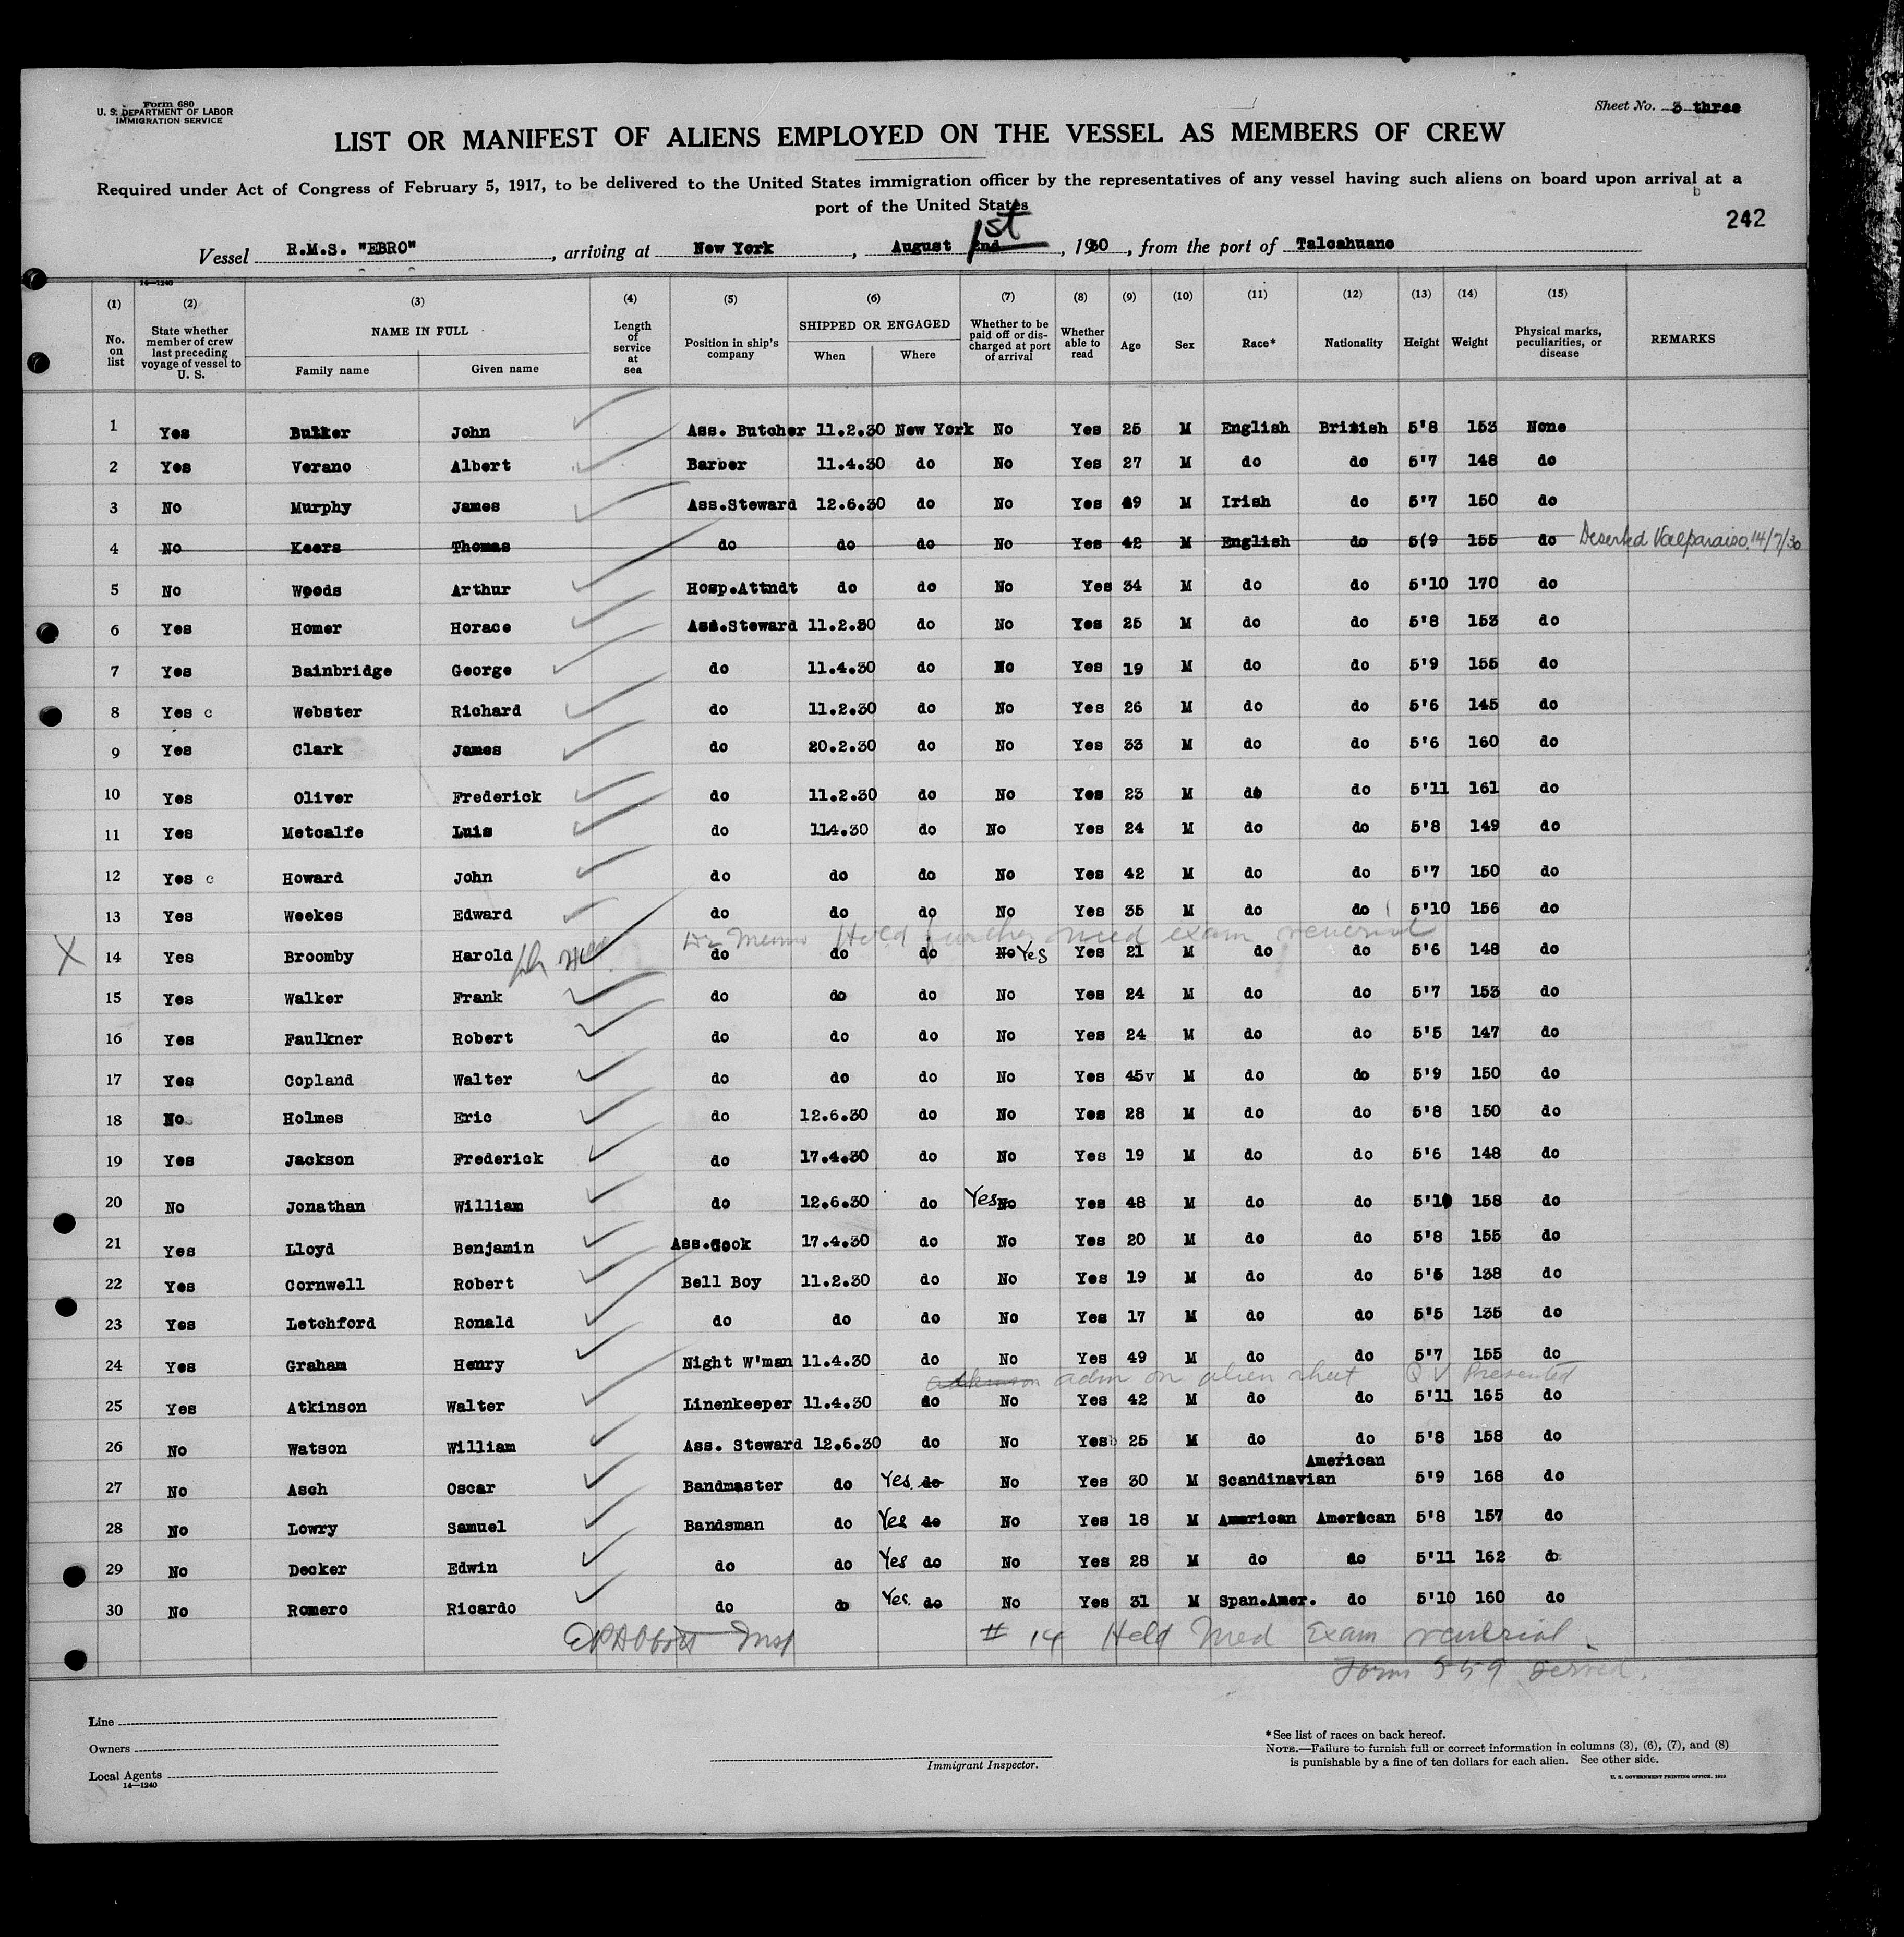 Form 680
U. S. DEPARTMENT OF LABOR
IMMIGRATION SERVICE
Sheet No. 3 three
LIST OR MANIFEST OF ALIENS EMPLOYED ON THE VESSEL AS MEMBERS OF CREW
Required under Act of Congress of February 5, 1917, to be delivered to the United States immigration officer by the representatives of any vessel having such aliens on board upon arrival at a
port of the United States
242
Vessel R.M.S. "EBRO", arriving at New York, August 2nd 1st, 1930, from the port of Talcahuano
14—1240
(1) (2) (3) (4) (5) (6) (7) (8) (9) (10) (11) (12) (13) (14) (15)
No. on list State whether member of crew last preceding voyage of vessel to U. S. NAME IN FULL Family name Given name Length of service at sea Position in ship's company SHIPPED OR ENGAGED When Where Whether to be paid off or discharged at port of arrival Whether able to read Age Sex Race* Nationality Height Weight Physical marks, peculiarities, or disease REMARKS
1 Yes Bulker John Ass. Butcher 11.2.30 New York No Yes 25 M English British 5'8 153 None
2 Yes Verano Albert Barber 11.4.30 do No Yes 27 M do do 5'7 148 do
3 No Murphy James Ass.Steward 12.6.30 do No Yes 49 M Irish do 5'7 150 do
4 No Keers Thomas do do do No Yes 42 M English do 5(9 155 do Deserted Valparaiso 14/7/30
5 No Woods Arthur Hosp.Attndt do do No Yes 34 M do do 5'10 170 do
6 Yes Homer Horace Ass.Steward 11.2.30 do No Yes 25 M do do 5'8 153 do
7 Yes Bainbridge George do 11.4.30 do No Yes 19 M do do 5'9 155 do
8 Yes c Webster Richard do 11.2.30 do No Yes 26 M do do 5'6 145 do
9 Yes Clark James do 20.2.30 do No Yes 33 M do do 5'6 160 do
10 Yes Oliver Frederick do 11.2.30 do No Yes 23 M do do 5'11 161 do
11 Yes Metcalfe Luis do 114.30 do No Yes 24 M do do 5'8 149 do
12 Yes c Howard John do do do No Yes 42 M do do 5'7 150 do
13 Yes Weekes Edward do do do No Yes 35 M do do 5'10 156 do
Held further med exam venerial
X 14 Yes Broomby Harold do do do No Yes Yes 21 M do do 5'6 148 do
15 Yes Walker Frank do do do No Yes 24 M do do 5'7 153 do
16 Yes Faulkner Robert do do do No Yes 24 M do do 5'5 147 do
17 Yes Copland Walter do do do No Yes 45v M do do 5'9 150 do
18 No Holmes Eric do 12.6.30 do No Yes 28 M do do 5'8 150 do
19 Yes Jackson Frederick do 17.4.30 do No Yes 19 M do do 5'6 148 do
20 No Jonathan William do 12.6.30 do Yes No Yes 48 M do do 5'10 158 do
21 Yes Lloyd Benjamin Ass.Cook 17.4.30 do No Yes 20 M do do 5'8 155 do
22 Yes Cornwell Robert Bell Boy 11.2.30 do No Yes 19 M do do 5'5 138 do
23 Yes Letchford Ronald do do do No Yes 17 M do do 5'5 135 do
24 Yes Graham Henry Night W'man 11.4.30 do No Yes 49 M do do 5'7 155 do
adm on alien sheet Q V Presented
25 Yes Atkinson Walter Linenkeeper 11.4.30 do No Yes 42 M do do 5'11 165 do
26 No Watson William Ass. Steward 12.6.30 do No Yes 25 M do do 5'8 158 do
27 No Asch Oscar Bandmaster do Yes. do No Yes 30 M Scandinavian American 5'9 168 do
28 No Lowry Samuel Bandsman do Yes do No Yes 18 M American American 5'8 157 do
29 No Decker Edwin do do Yes do No Yes 28 M do do 5'11 162 do
30 No Romero Ricardo do do Yes. do No Yes 31 M Span.Amer. do 5'10 160 do
Insp # 14 Held Med Exam venerial
Form 559 served.
Line
Owners
Local Agents
14—1240
Immigrant Inspector.
* See list of races on back hereof.
NOTE.—Failure to furnish full or correct information in columns (3), (6), (7), and (8)
is punishable by a fine of ten dollars for each alien. See other side.
U. S. GOVERNMENT PRINTING OFFICE.